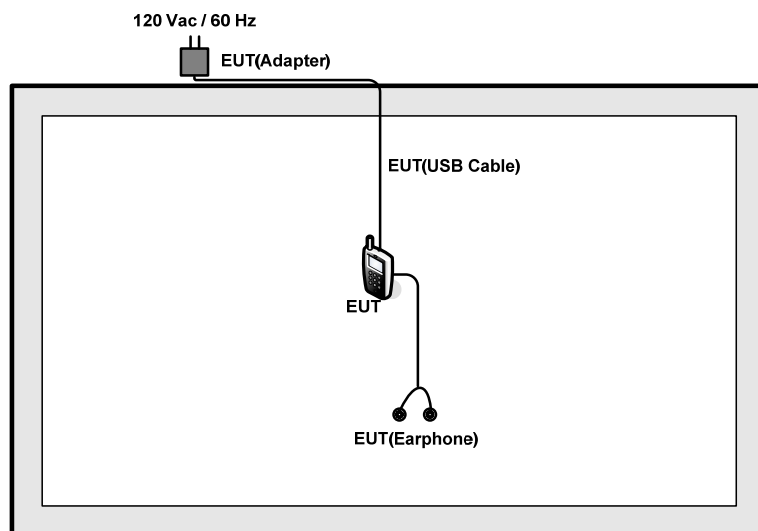 120 Vac / 60 Hz
EUT(Adapter)
EUT(USB Cable)
EUT
EUT(Earphone)